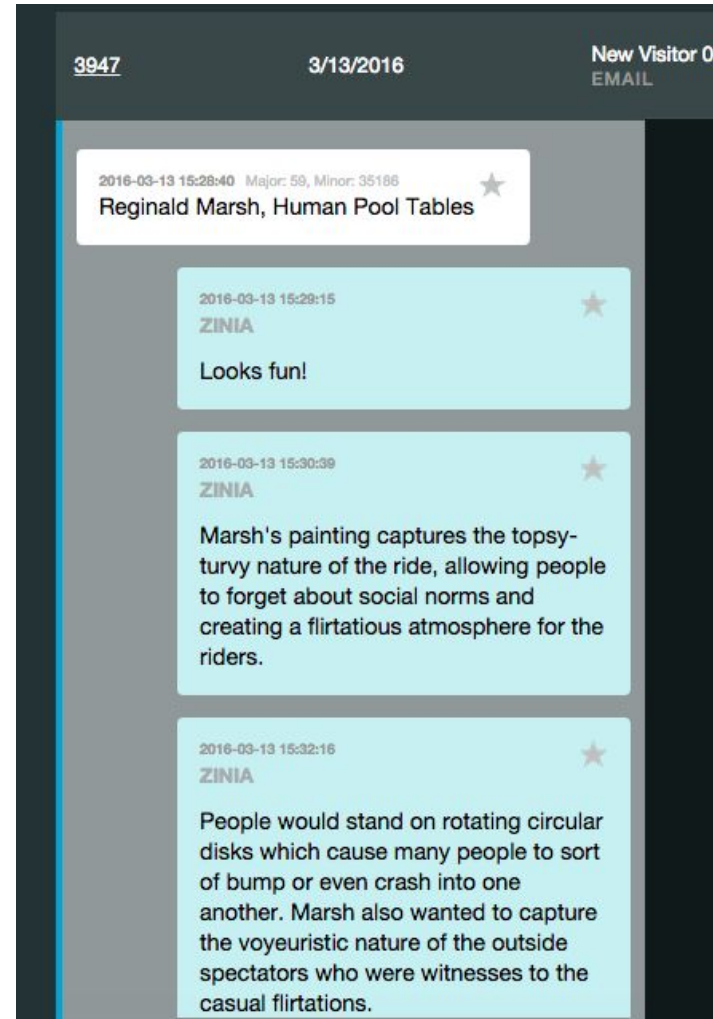 3947 3/13/2016 New Visitor 0
EMAIL
2016-03-13 15:28:40 Major: 59, Minor: 35186
Reginald Marsh, Human Pool Tables
2016-03-13 15:29:15
ZINIA
Looks fun!
2016-03-13 15:30:39
ZINIA
Marsh's painting captures the topsy-
turvy nature of the ride, allowing people
to forget about social norms and
creating a flirtatious atmosphere for the
riders.
2016-03-13 15:32:16
ZINIA
People would stand on rotating circular
disks which cause many people to sort
of bump or even crash into one
another. Marsh also wanted to capture
the voyeuristic nature of the outside
spectators who were witnesses to the
casual flirtations.